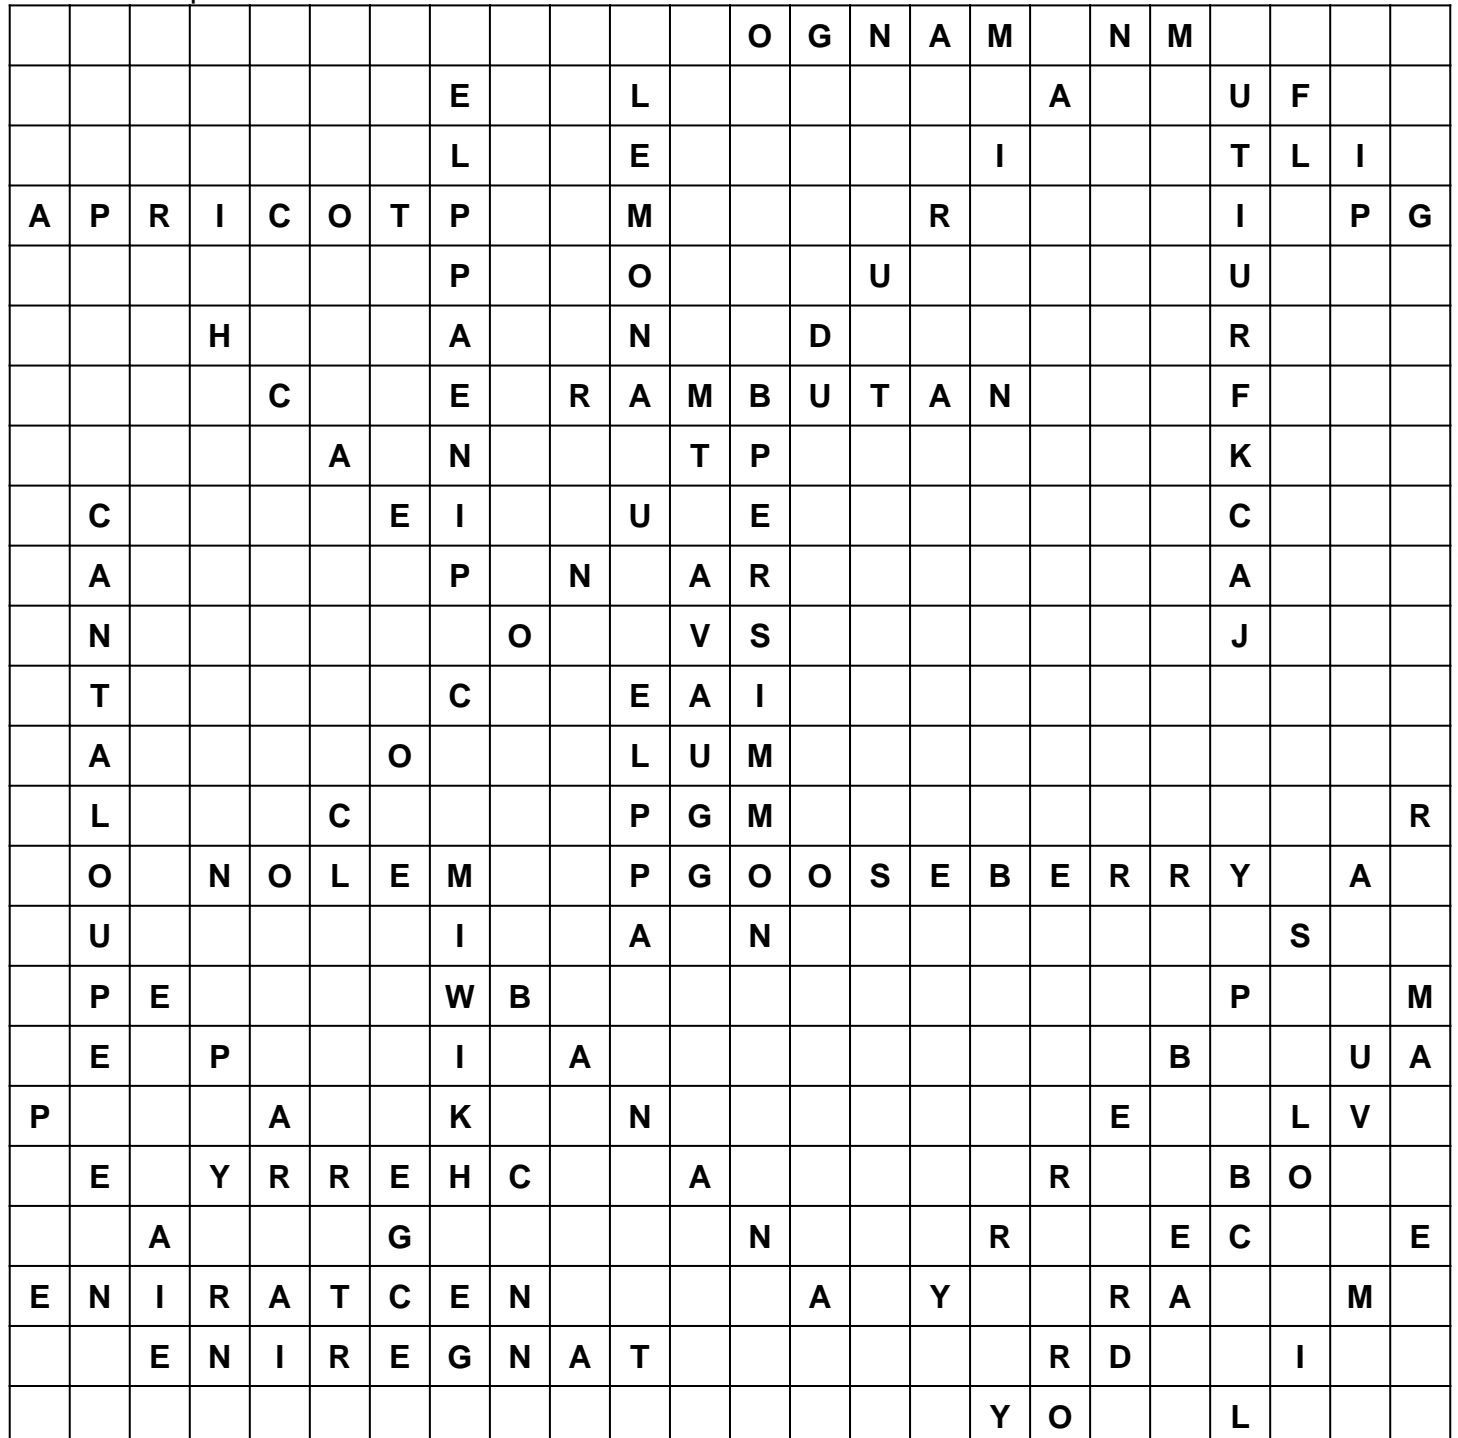 O G N A M N M
E L A U F
L E I T L I
A P R I C O T P M R I P G
P O U U
H A N D R
C E R A M B U T A N F
A N T P K
C E I U E C
A P N A R A
N O V S J
T C E A I
A O L U M
L C P G M R
O N O L E M P G O O S E B E R R Y A
U I A N S
P E W B P M
E P I A B U A
P A K N E L V
E Y R R E H C A R B O
A G N R E C E
E N I R A T C E N A Y R A M
E N I R E G N A T R D I
Y O L